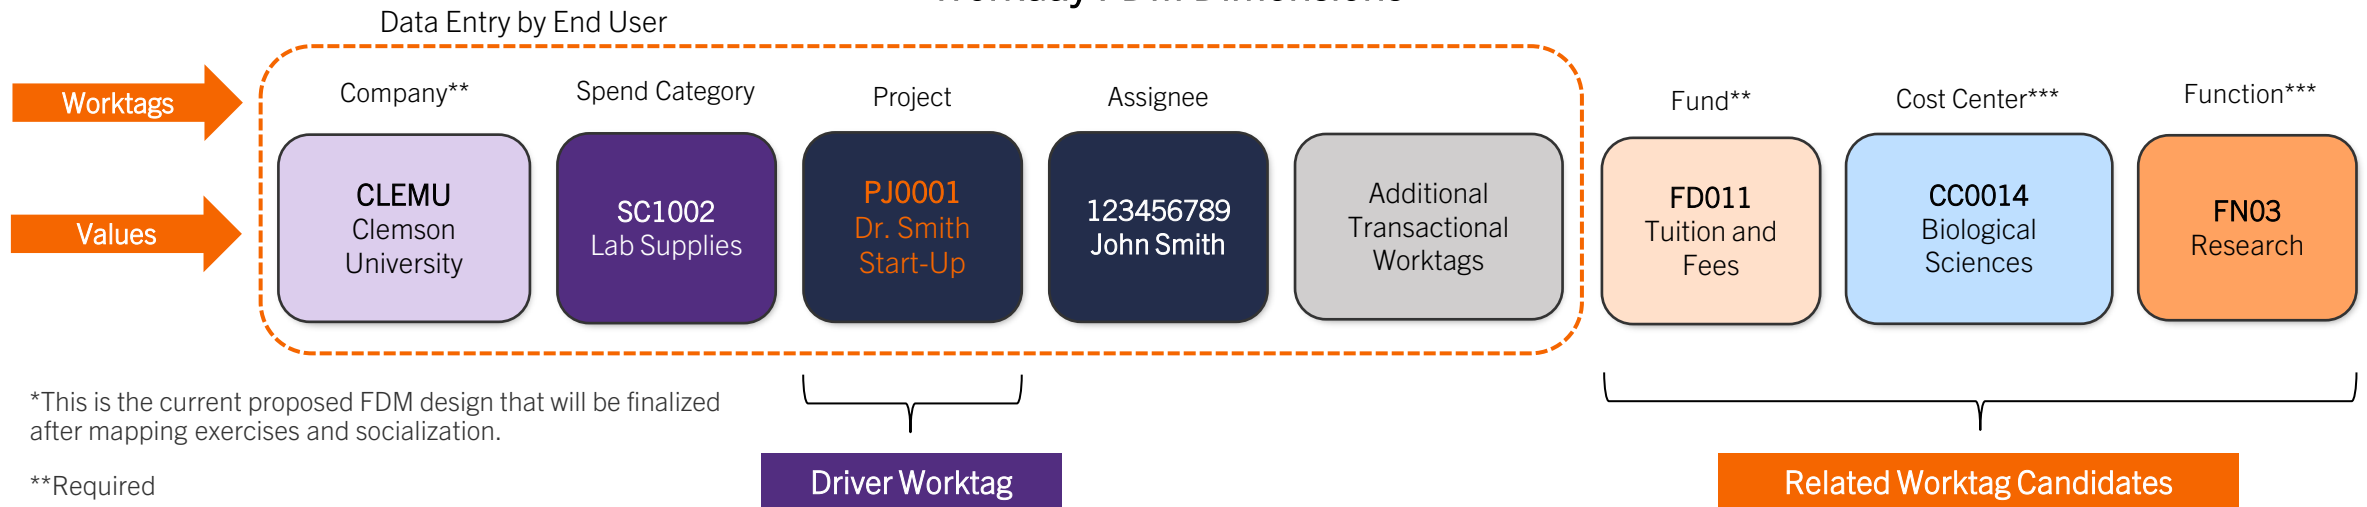 Workday FDM Dimensions
Data Entry by End User
Worktags
Company**
Spend Category
Project
Assignee
Fund**
Cost Center***
Function***
Values
CLEMU
Clemson
University
SC1002
Lab Supplies
PJ0001
Dr. Smith
Start-Up
123456789
John Smith
Additional
Transactional
Worktags
FD011
Tuition and
Fees
CC0014
Biological
Sciences
FN03
Research
*This is the current proposed FDM design that will be finalized
after mapping exercises and socialization.
**Required
Driver Worktag
Related Worktag Candidates